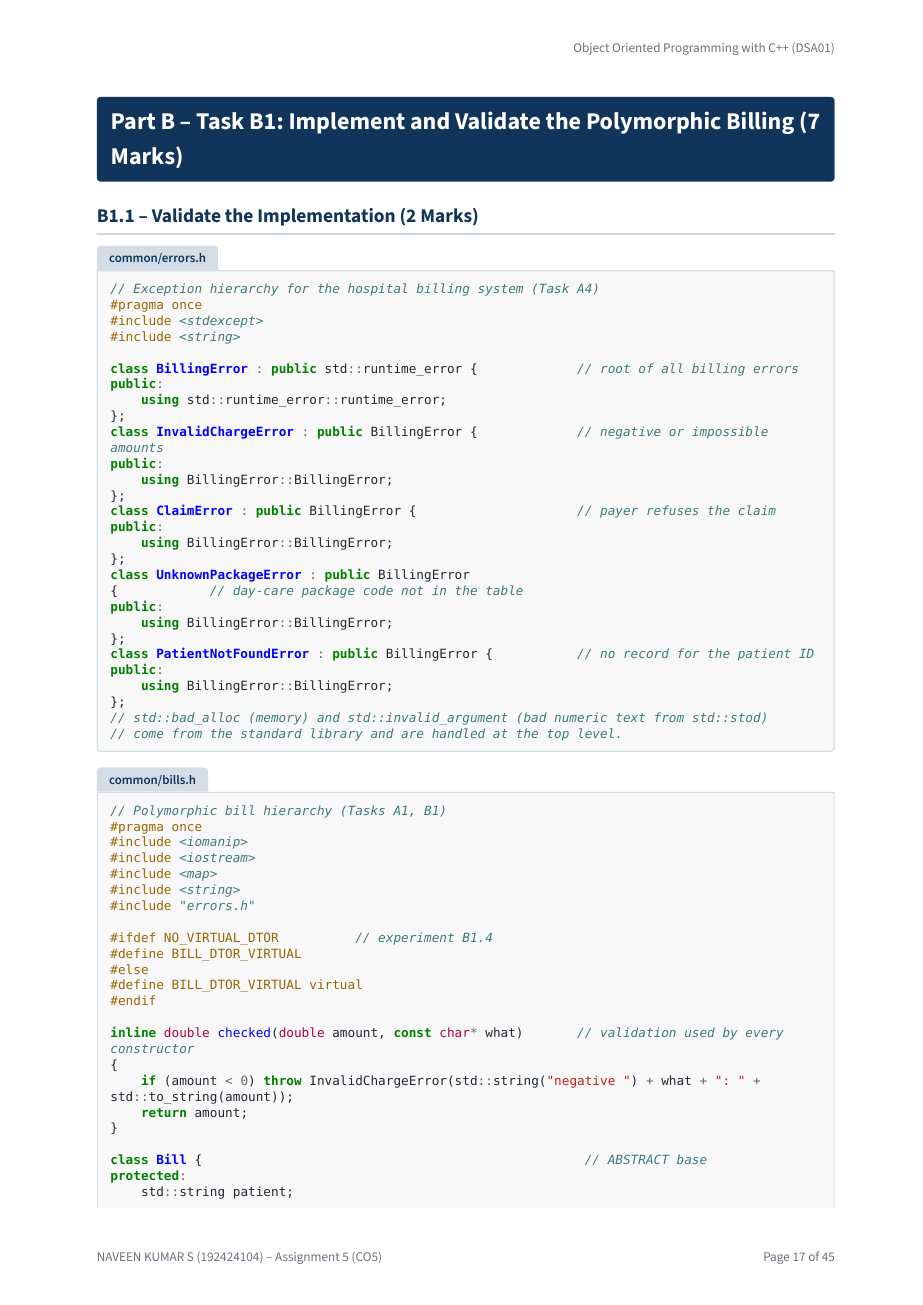 Object Oriented Programming with C++ (DSA01)
Part B – Task B1: Implement and Validate the Polymorphic Billing (7
Marks)
B1.1 – Validate the Implementation (2 Marks)
common/errors.h
// Exception hierarchy for the hospital billing system (Task A4)
#pragma once
#include <stdexcept>
#include <string>

class BillingError : public std::runtime_error {             // root of all billing errors
public:
    using std::runtime_error::runtime_error;
};
class InvalidChargeError : public BillingError {             // negative or impossible
amounts
public:
    using BillingError::BillingError;
};
class ClaimError : public BillingError {                     // payer refuses the claim
public:
    using BillingError::BillingError;
};
class UnknownPackageError : public BillingError
{            // day-care package code not in the table
public:
    using BillingError::BillingError;
};
class PatientNotFoundError : public BillingError {           // no record for the patient ID
public:
    using BillingError::BillingError;
};
// std::bad_alloc (memory) and std::invalid_argument (bad numeric text from std::stod)
// come from the standard library and are handled at the top level.
common/bills.h
// Polymorphic bill hierarchy (Tasks A1, B1)
#pragma once
#include <iomanip>
#include <iostream>
#include <map>
#include <string>
#include "errors.h"

#ifdef NO_VIRTUAL_DTOR          // experiment B1.4
#define BILL_DTOR_VIRTUAL
#else
#define BILL_DTOR_VIRTUAL virtual
#endif

inline double checked(double amount, const char* what)       // validation used by every
constructor
{
    if (amount < 0) throw InvalidChargeError(std::string("negative ") + what + ": " +
std::to_string(amount));
    return amount;
}

class Bill {                                                  // ABSTRACT base
protected:
    std::string patient;
NAVEEN KUMAR S (192424104) – Assignment 5 (CO5)
Page 17 of 45